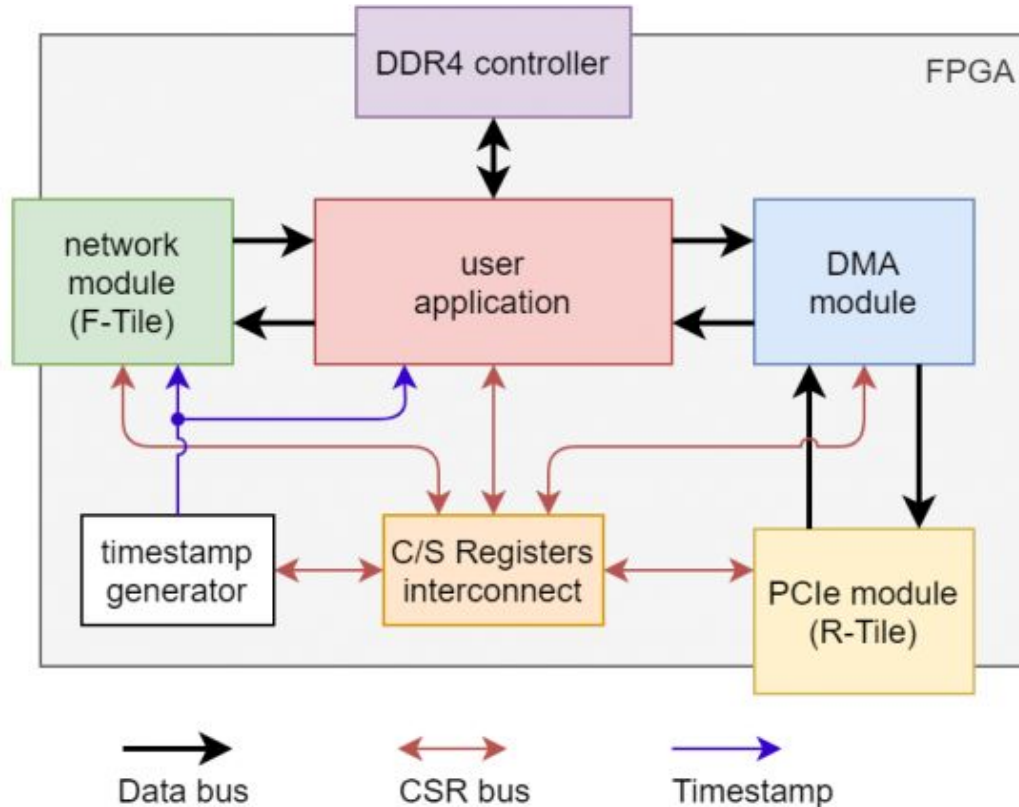 DDR4 controller
FPGA
network
module
(F-Tile)
user
application
DMA
module
timestamp
generator
C/S Registers
interconnect
PCIe module
(R-Tile)
Data bus
CSR bus
Timestamp